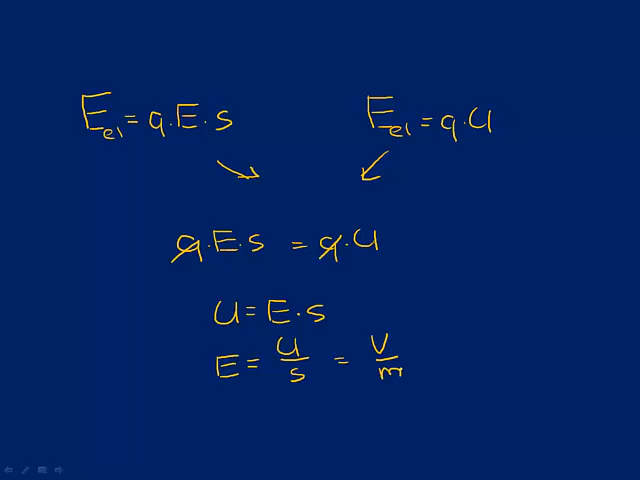 E_el = q · E · s    E_el = q · U
q · E · s = q · U
U = E · s
E = U/s = V/m